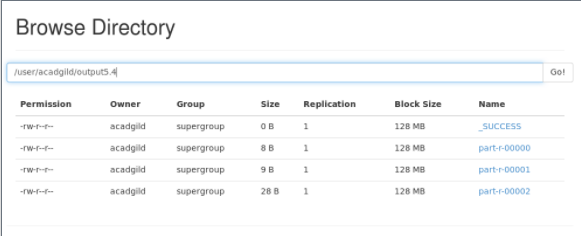 Browse Directory
/user/acadgild/output5.4
Go!
Permission Owner Group Size Replication Block Size Name
-rw-r--r-- acadgild supergroup 0 B 1 128 MB _SUCCESS
-rw-r--r-- acadgild supergroup 8 B 1 128 MB part-r-00000
-rw-r--r-- acadgild supergroup 9 B 1 128 MB part-r-00001
-rw-r--r-- acadgild supergroup 28 B 1 128 MB part-r-00002